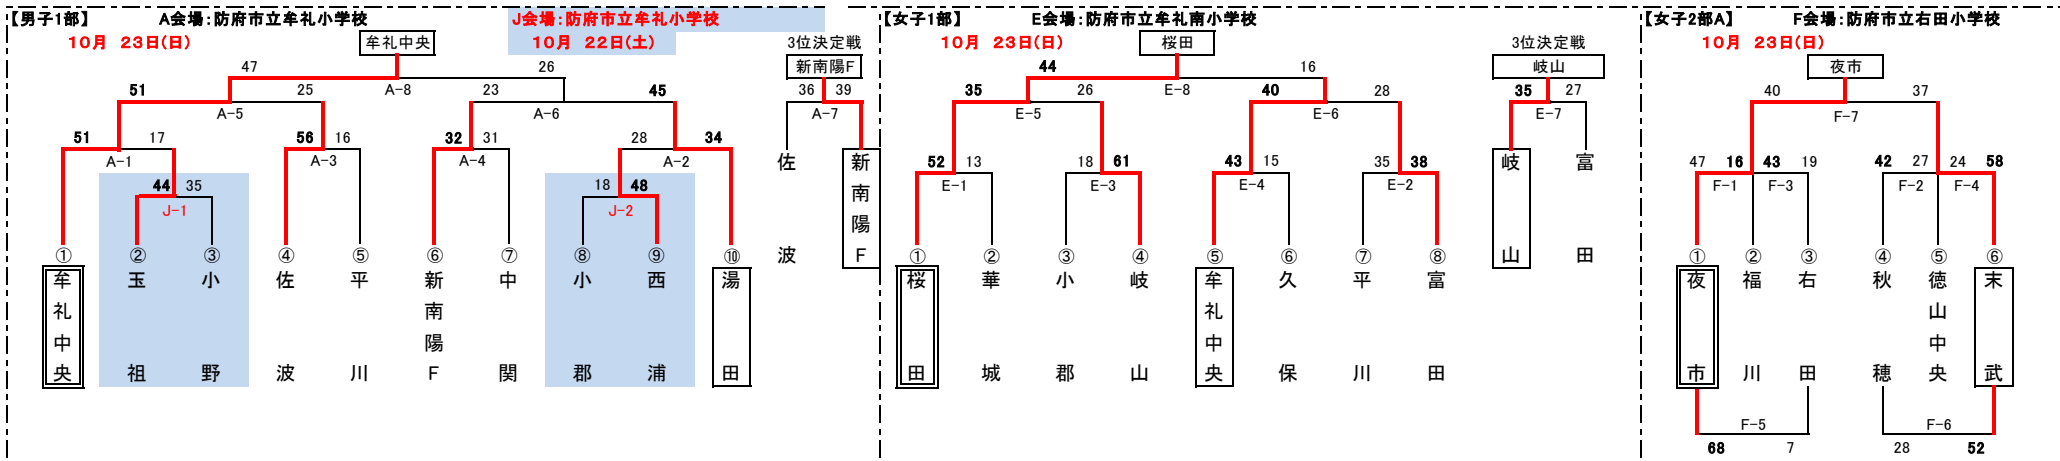 【男子1部】 A会場:防府市立牟礼小学校 J会場:防府市立牟礼小学校
10月 23日(日) 牟礼中央 10月 22日(土) 3位決定戦
新南陽F
47 26
A-8
51 25 23 45 36 39
A-5 A-6 A-7
51 17 56 16 32 31 28 34
A-1 A-3 A-4 A-2
44 35 18 48
J-1 J-2
佐波 新南陽F
① ② ③ ④ ⑤ ⑥ ⑦ ⑧ ⑨ ⑩
牟礼中央 玉祖 小野 佐波 平川 新南陽F 中関 小郡 西浦 湯田
【女子1部】 E会場:防府市立牟礼南小学校
10月 23日(日) 桜田 3位決定戦
岐山
44 16
E-8
35 26 40 28 35 27
E-5 E-6 E-7
52 13 18 61 43 15 35 38
E-1 E-3 E-4 E-2
岐山 富田
① ② ③ ④ ⑤ ⑥ ⑦ ⑧
桜田 華城 小郡 岐山 牟礼中央 久保 平川 富田
【女子2部A】 F会場:防府市立右田小学校
10月 23日(日)
夜市
40 37
F-7
47 16 43 19 42 27 24 58
F-1 F-3 F-2 F-4
① ② ③ ④ ⑤ ⑥
夜市 福川 右田 秋穂 徳山中央 末武
F-5 F-6
68 7 28 52